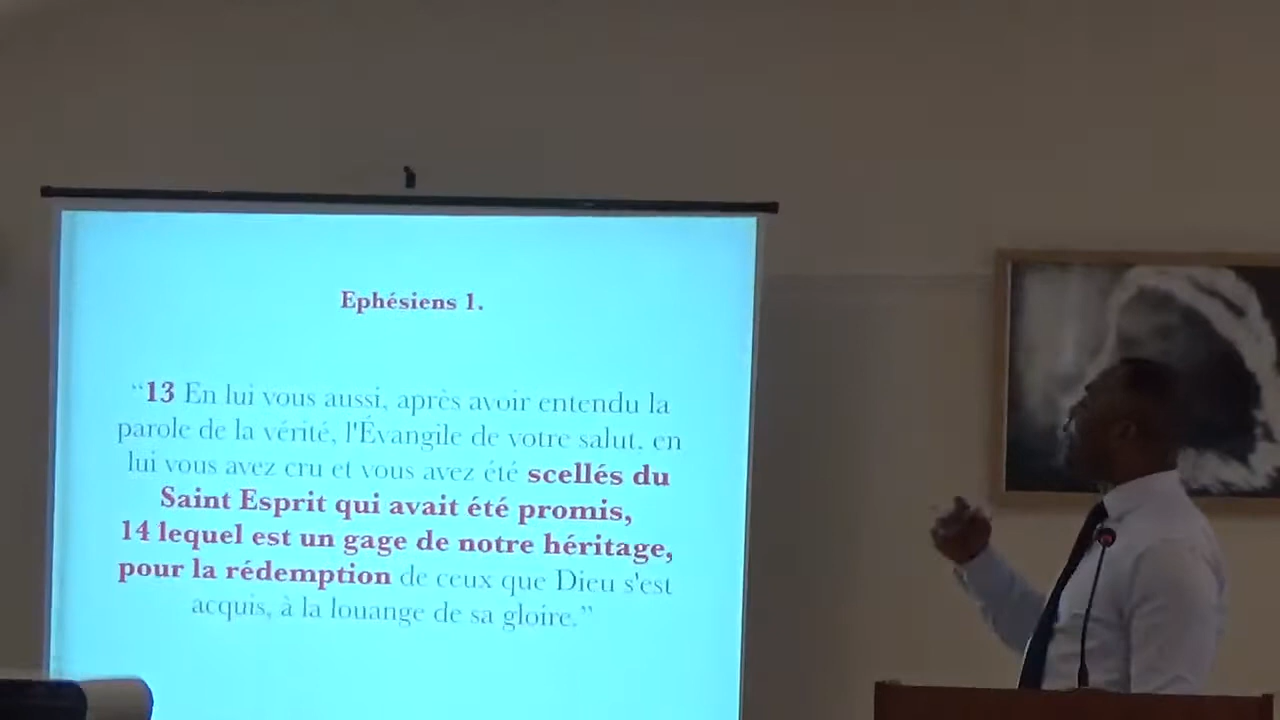 Ephésiens 1.
“13 En lui vous aussi, après avoir entendu la
parole de la vérité, l'Évangile de votre salut, en
lui vous avez cru et vous avez été scellés du
Saint Esprit qui avait été promis,
14 lequel est un gage de notre héritage,
pour la rédemption de ceux que Dieu s'est
acquis, à la louange de sa gloire.”